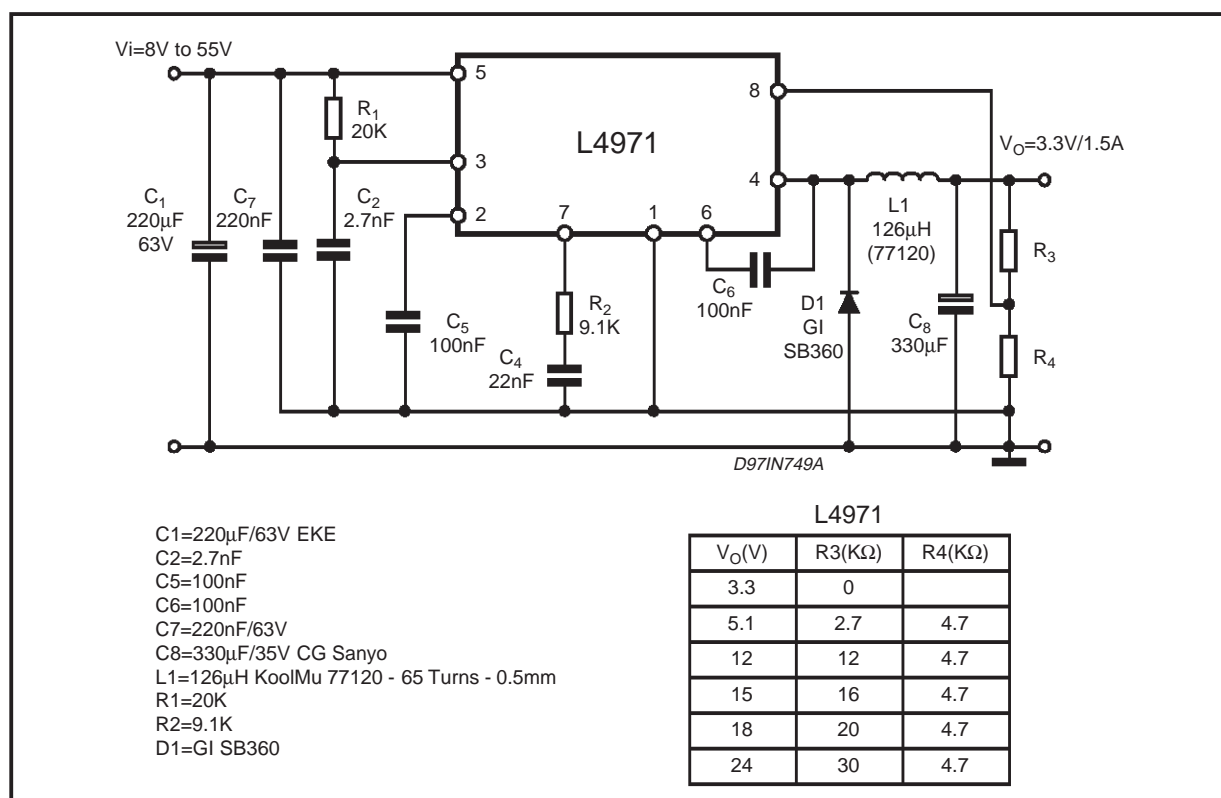 Vi=8V to 55V
5
8
R1
20K
L4971
VO=3.3V/1.5A
3
4
C1
220µF
63V
C7
220nF
C2
2.7nF
2
7
1
6
L1
126µH
(77120)
R3
C6
100nF
R2
9.1K
D1
GI
SB360
C5
100nF
C8
330µF
C4
22nF
R4
D97IN749A
C1=220µF/63V EKE
C2=2.7nF
C5=100nF
C6=100nF
C7=220nF/63V
C8=330µF/35V CG Sanyo
L1=126µH KoolMu 77120 - 65 Turns - 0.5mm
R1=20K
R2=9.1K
D1=GI SB360
L4971
VO(V) R3(KΩ) R4(KΩ)
3.3 0
5.1 2.7 4.7
12 12 4.7
15 16 4.7
18 20 4.7
24 30 4.7